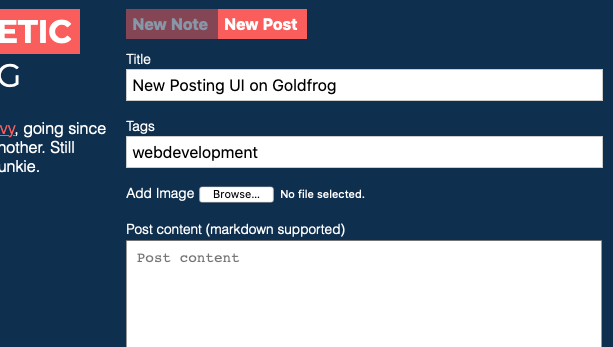 ETIC
G
vy, going since
nother. Still
unkie.
New Note New Post
Title
New Posting UI on Goldfrog
Tags
webdevelopment
Add Image Browse... No file selected.
Post content (markdown supported)
Post content